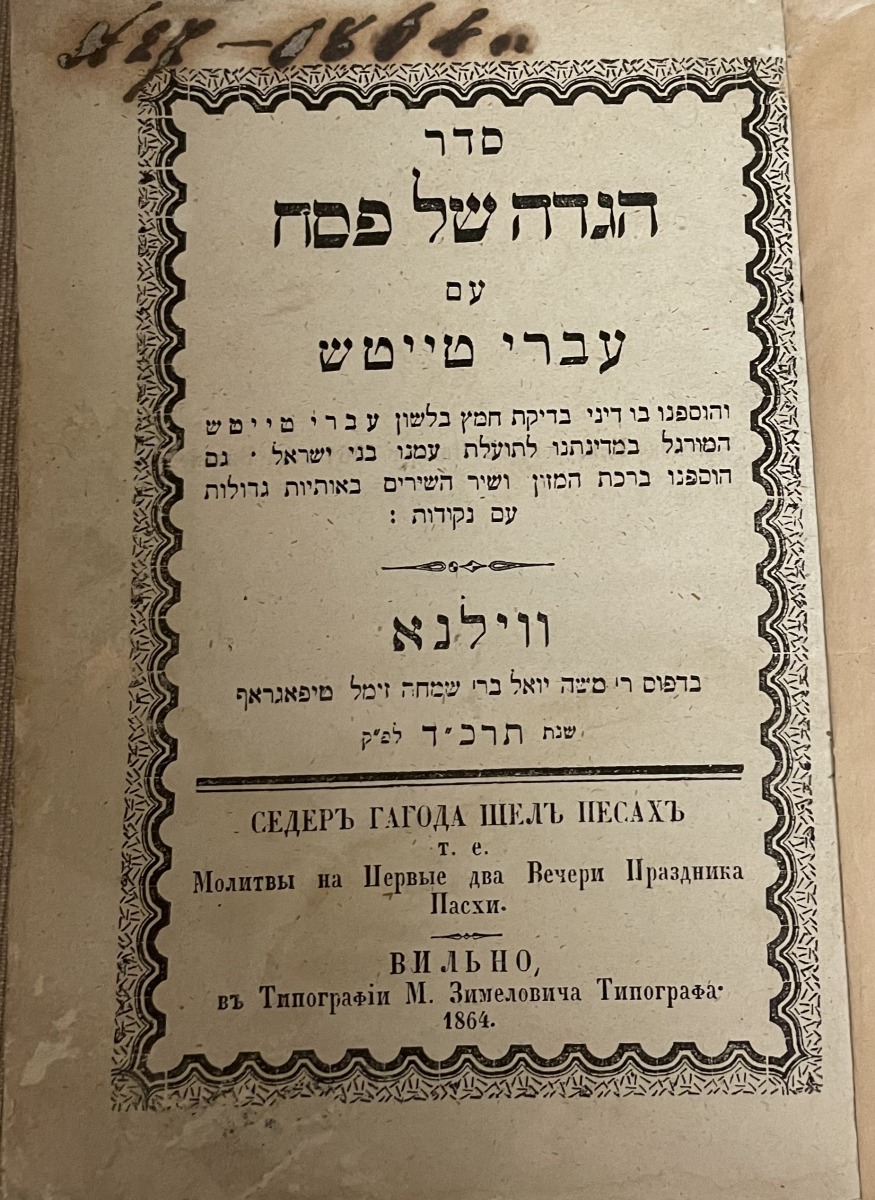 סדר
הגדה של פסח
עם
עברי טייטש
והוספנו בו דיני בדיקת חמץ בלשון עברי טייטש
המורגל במדינתנו לתועלת עמנו בני ישראל · גם
הוספנו ברכת המזון ושיר השירים באותיות גדולות
עם נקודות :
ווילנא
בדפוס ר׳ משה יואל בר׳ שמחה זימל טיפאגראף
שנת תרכ״ד לפ״ק
СЕДЕРЪ ГАГОДА ШЕЛЪ ПЕСАХЪ
т. е.
Молитвы на Первые два Вечери Праздника
Пасхи.
ВИЛЬНО,
въ Типографіи М. Зимеловича Типографа.
1864.